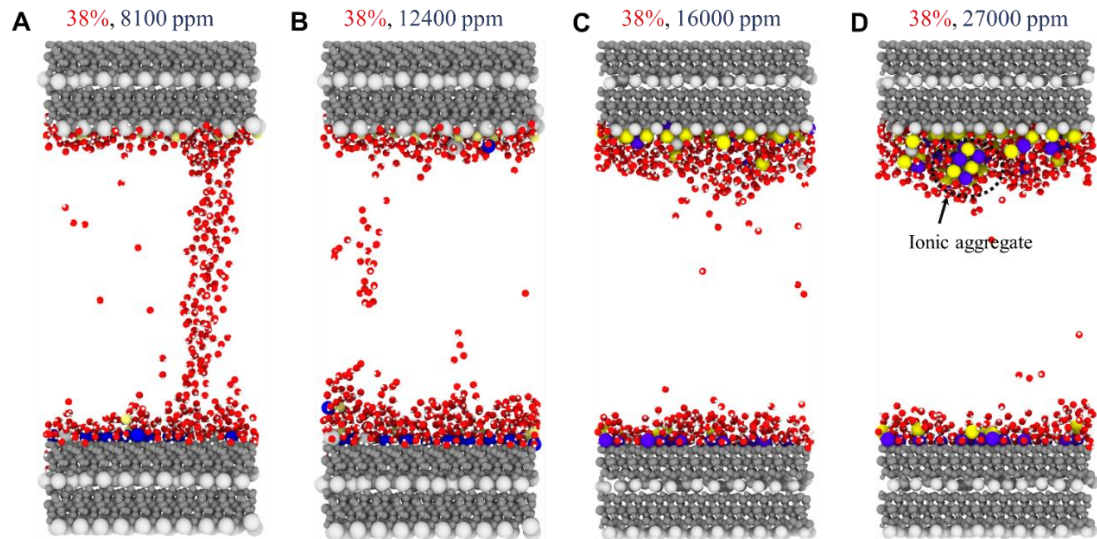 A 38%, 8100 ppm
B 38%, 12400 ppm
C 38%, 16000 ppm
D 38%, 27000 ppm
Ionic aggregate